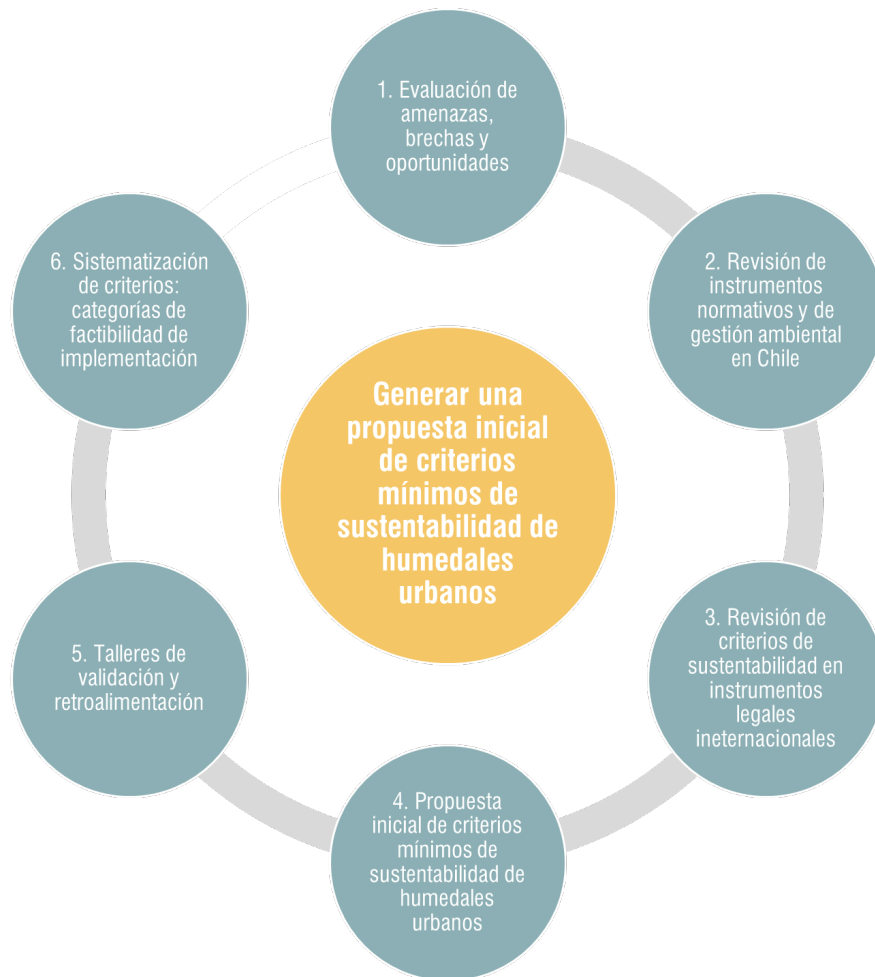 1. Evaluación de
amenazas,
brechas y
oportunidades
2. Revisión de
instrumentos
normativos y de
gestión ambiental
en Chile
3. Revisión de
criterios de
sustentabilidad en
instrumentos
legales
ineternacionales
4. Propuesta
inicial de criterios
mínimos de
sustentabilidad de
humedales
urbanos
5. Talleres de
validación y
retroalimentación
6. Sistematización
de criterios:
categorías de
factibilidad de
implementación
Generar una
propuesta inicial
de criterios
mínimos de
sustentabilidad de
humedales
urbanos